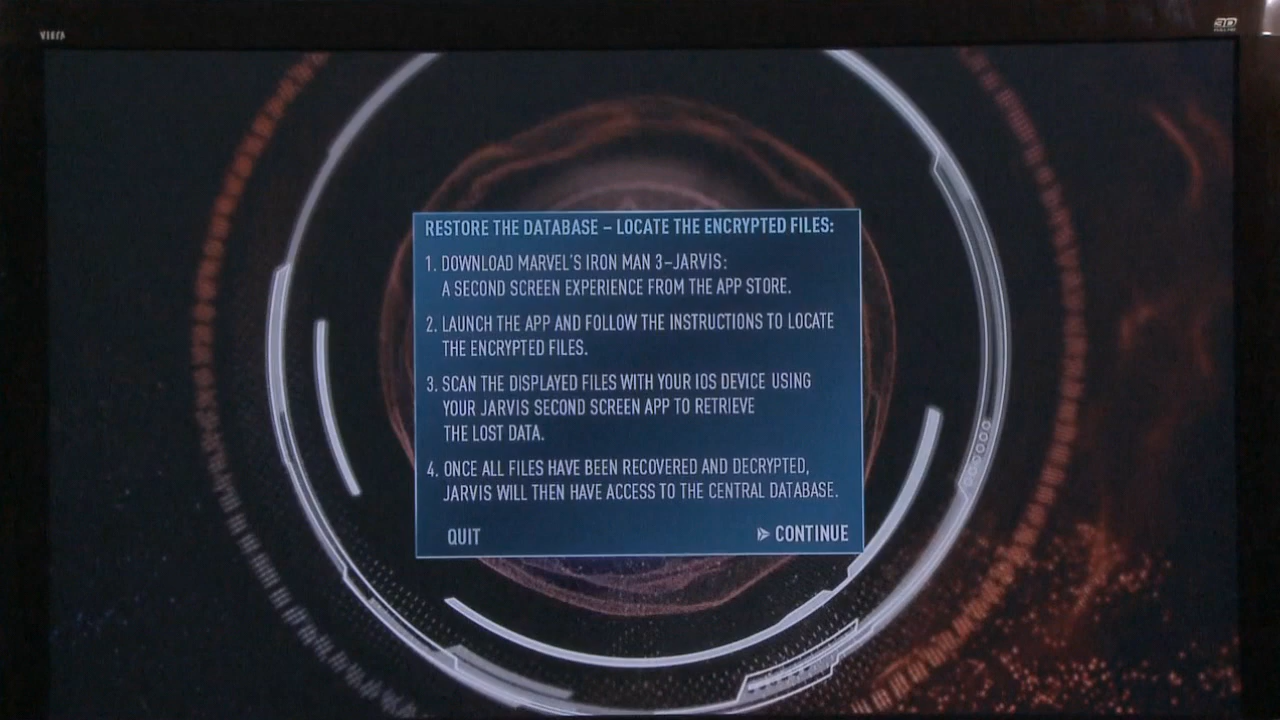 VIERA
3D
RESTORE THE DATABASE – LOCATE THE ENCRYPTED FILES:
1. DOWNLOAD MARVEL'S IRON MAN 3–JARVIS:
A SECOND SCREEN EXPERIENCE FROM THE APP STORE.
2. LAUNCH THE APP AND FOLLOW THE INSTRUCTIONS TO LOCATE
THE ENCRYPTED FILES.
3. SCAN THE DISPLAYED FILES WITH YOUR IOS DEVICE USING
YOUR JARVIS SECOND SCREEN APP TO RETRIEVE
THE LOST DATA.
4. ONCE ALL FILES HAVE BEEN RECOVERED AND DECRYPTED,
JARVIS WILL THEN HAVE ACCESS TO THE CENTRAL DATABASE.
QUIT
CONTINUE